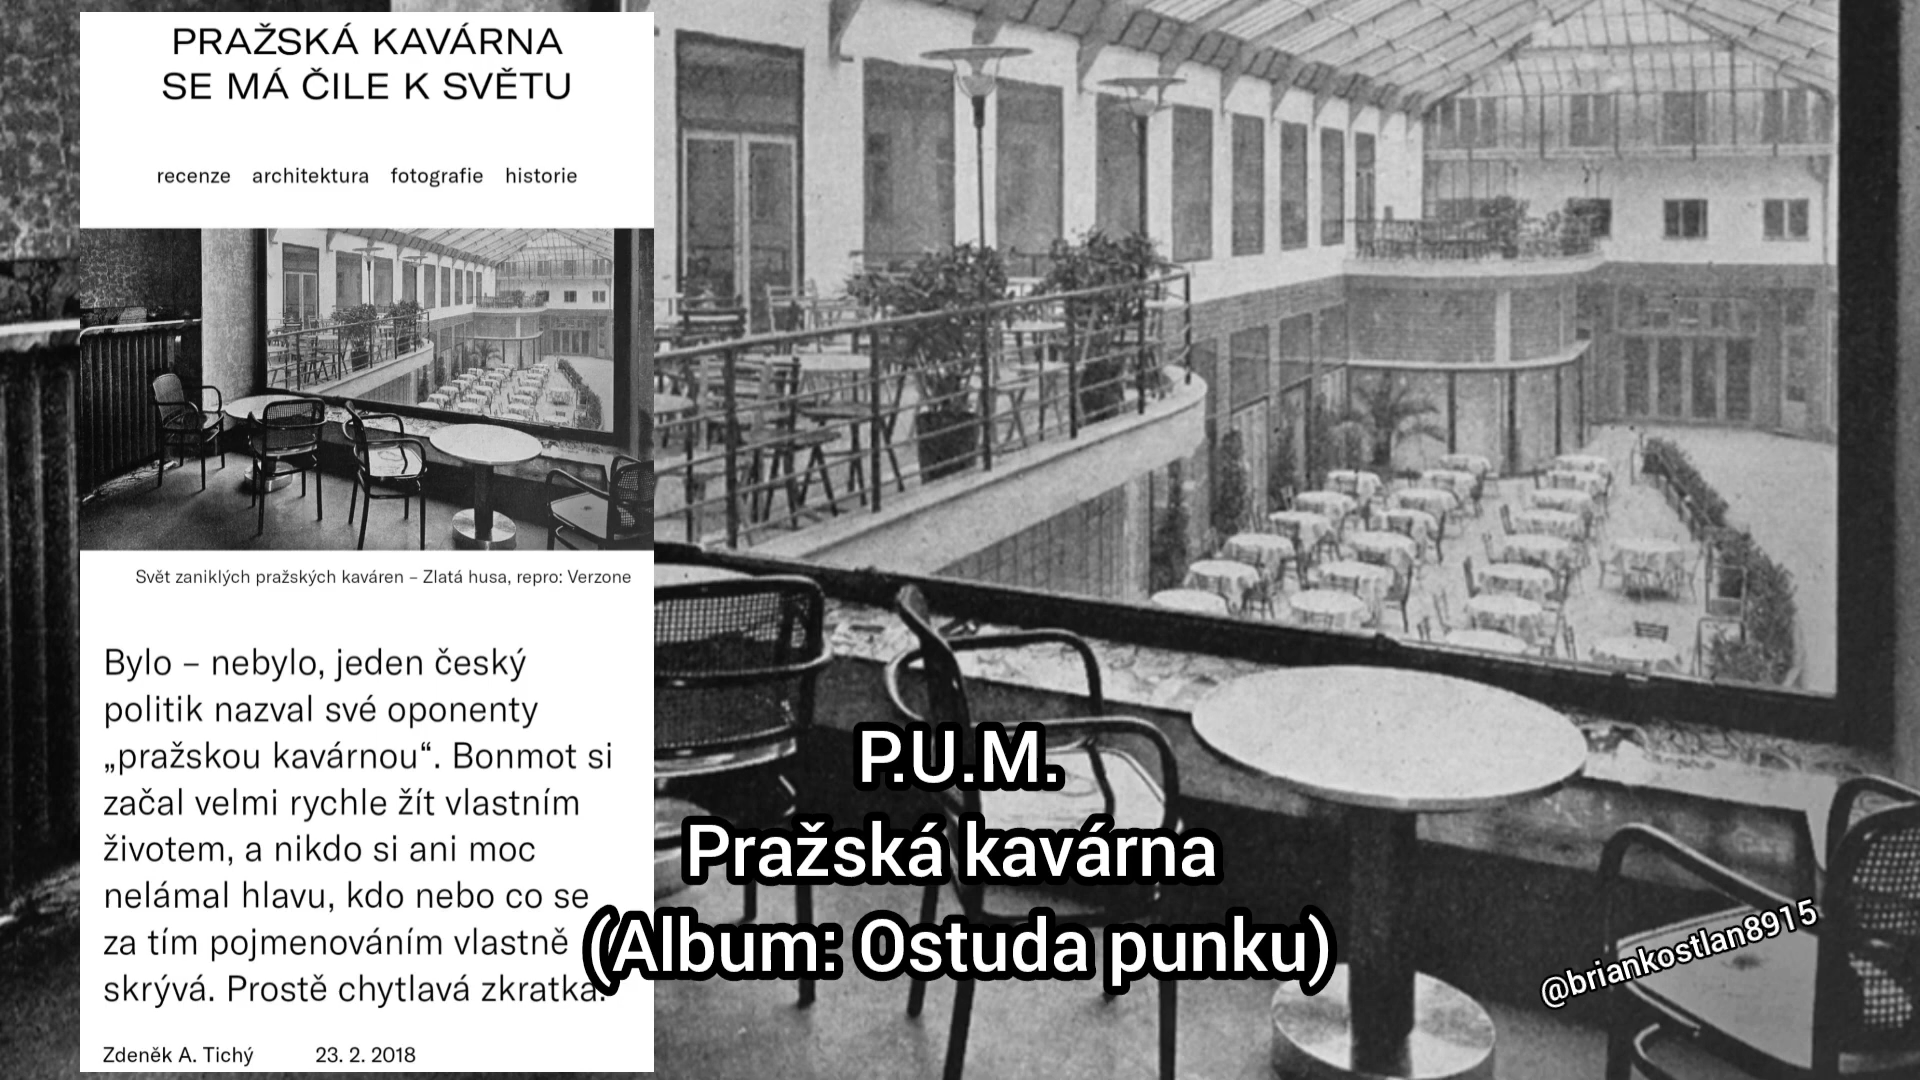 PRAŽSKÁ KAVÁRNA
SE MÁ ČILE K SVĚTU
recenze architektura fotografie historie
Svět zaniklých pražských kaváren – Zlatá husa, repro: Verzone
Bylo – nebylo, jeden český
politik nazval své oponenty
„pražskou kavárnou“. Bonmot si
začal velmi rychle žít vlastním
životem, a nikdo si ani moc
nelámal hlavu, kdo nebo co se
za tím pojmenováním vlastně
skrývá. Prostě chytlavá zkratka.
Zdeněk A. Tichý 23. 2. 2018
P.U.M.
Pražská kavárna
(Album: Ostuda punku)
@briankostlan8915